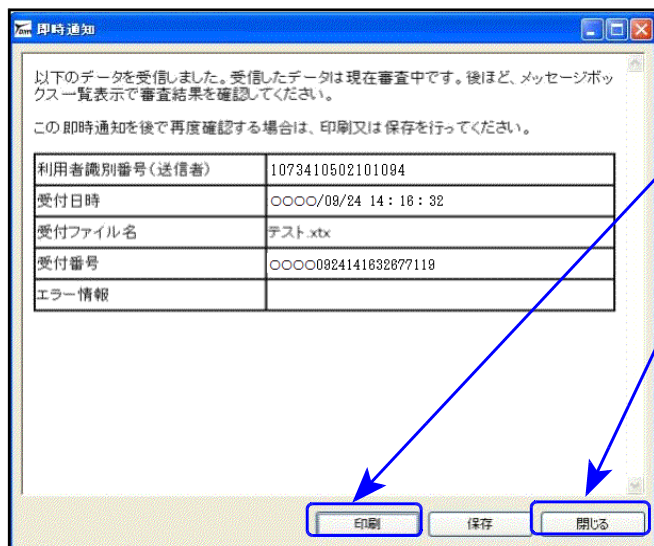 即時通知
以下のデータを受信しました。受信したデータは現在審査中です。後ほど、メッセージボッ
クス一覧表示で審査結果を確認してください。
この即時通知を後で再度確認する場合は、印刷又は保存を行ってください。
利用者識別番号(送信者) 1073410502101094
受付日時 ○○○○/09/24 14:16:32
受付ファイル名 テスト.xtx
受付番号 ○○○○0924141632677119
エラー情報
印刷 保存 閉じる